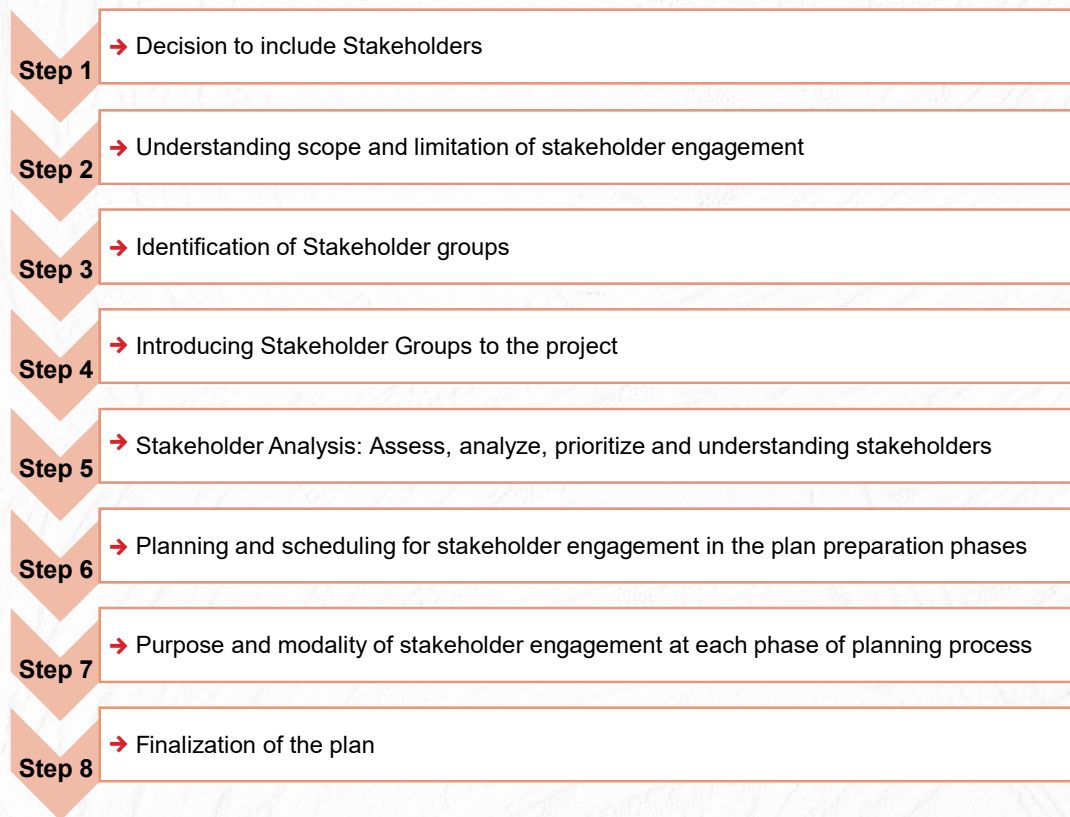 Step 1
→ Decision to include Stakeholders
Step 2
→ Understanding scope and limitation of stakeholder engagement
Step 3
→ Identification of Stakeholder groups
Step 4
→ Introducing Stakeholder Groups to the project
Step 5
→ Stakeholder Analysis: Assess, analyze, prioritize and understanding stakeholders
Step 6
→ Planning and scheduling for stakeholder engagement in the plan preparation phases
Step 7
→ Purpose and modality of stakeholder engagement at each phase of planning process
Step 8
→ Finalization of the plan